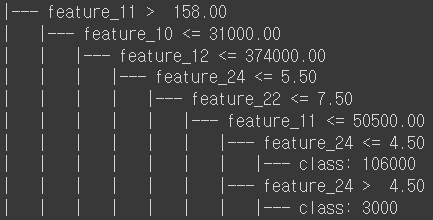 |--- feature_11 >  158.00
|   |--- feature_10 <= 31000.00
|   |   |--- feature_12 <= 374000.00
|   |   |   |--- feature_24 <= 5.50
|   |   |   |   |--- feature_22 <= 7.50
|   |   |   |   |   |--- feature_11 <= 50500.00
|   |   |   |   |   |   |--- feature_24 <= 4.50
|   |   |   |   |   |   |   |--- class: 106000
|   |   |   |   |   |   |--- feature_24 >  4.50
|   |   |   |   |   |   |   |--- class: 3000